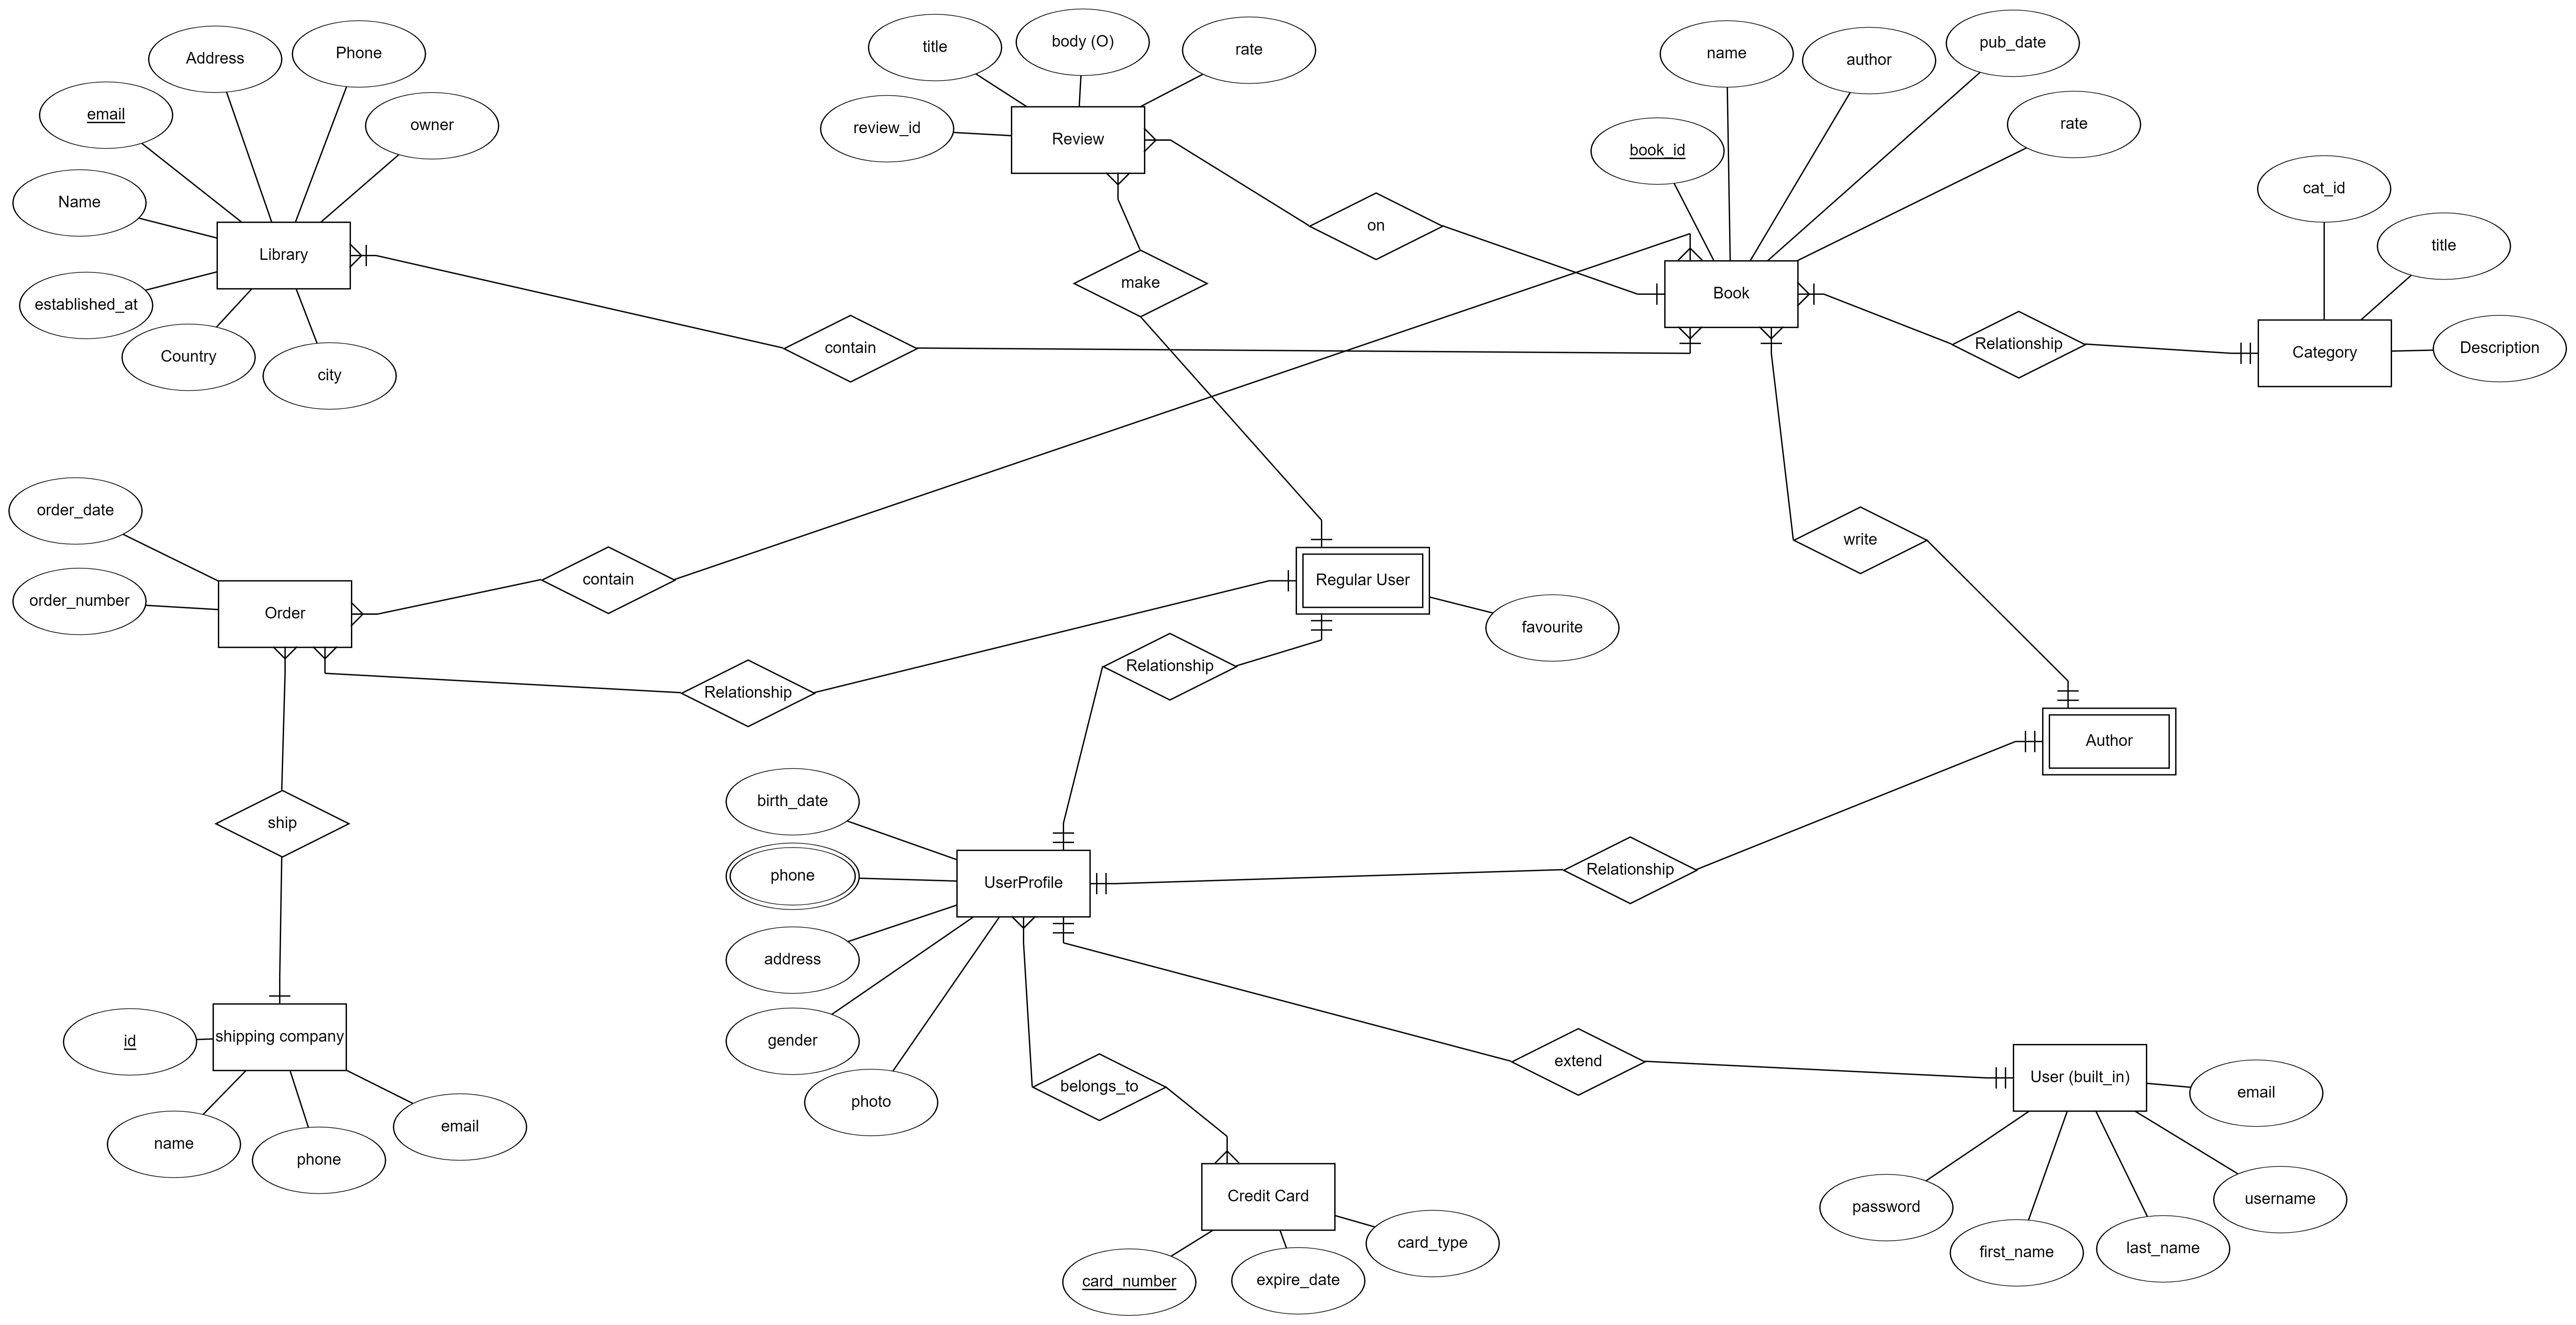 Address
Phone
email
owner
Name
Library
established_at
Country
city
title
body (O)
rate
review_id
Review
make
on
name
author
pub_date
book_id
rate
Book
cat_id
title
Relationship
Category
Description
contain
order_date
order_number
Order
contain
Relationship
Regular User
favourite
Relationship
write
Author
ship
birth_date
phone
UserProfile
address
gender
photo
Relationship
belongs_to
extend
id
shipping company
name
phone
email
Credit Card
card_number
expire_date
card_type
User (built_in)
email
password
first_name
last_name
username